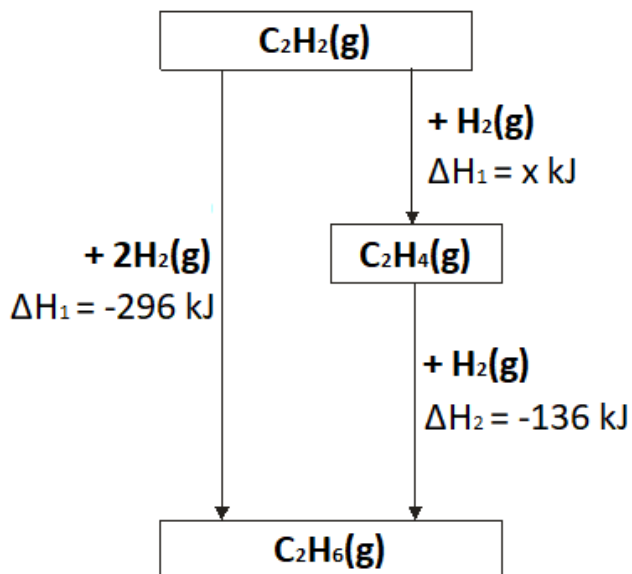 C₂H₂(g)
+ H₂(g)
ΔH₁ = x kJ
+ 2H₂(g)
ΔH₁ = -296 kJ
C₂H₄(g)
+ H₂(g)
ΔH₂ = -136 kJ
C₂H₆(g)